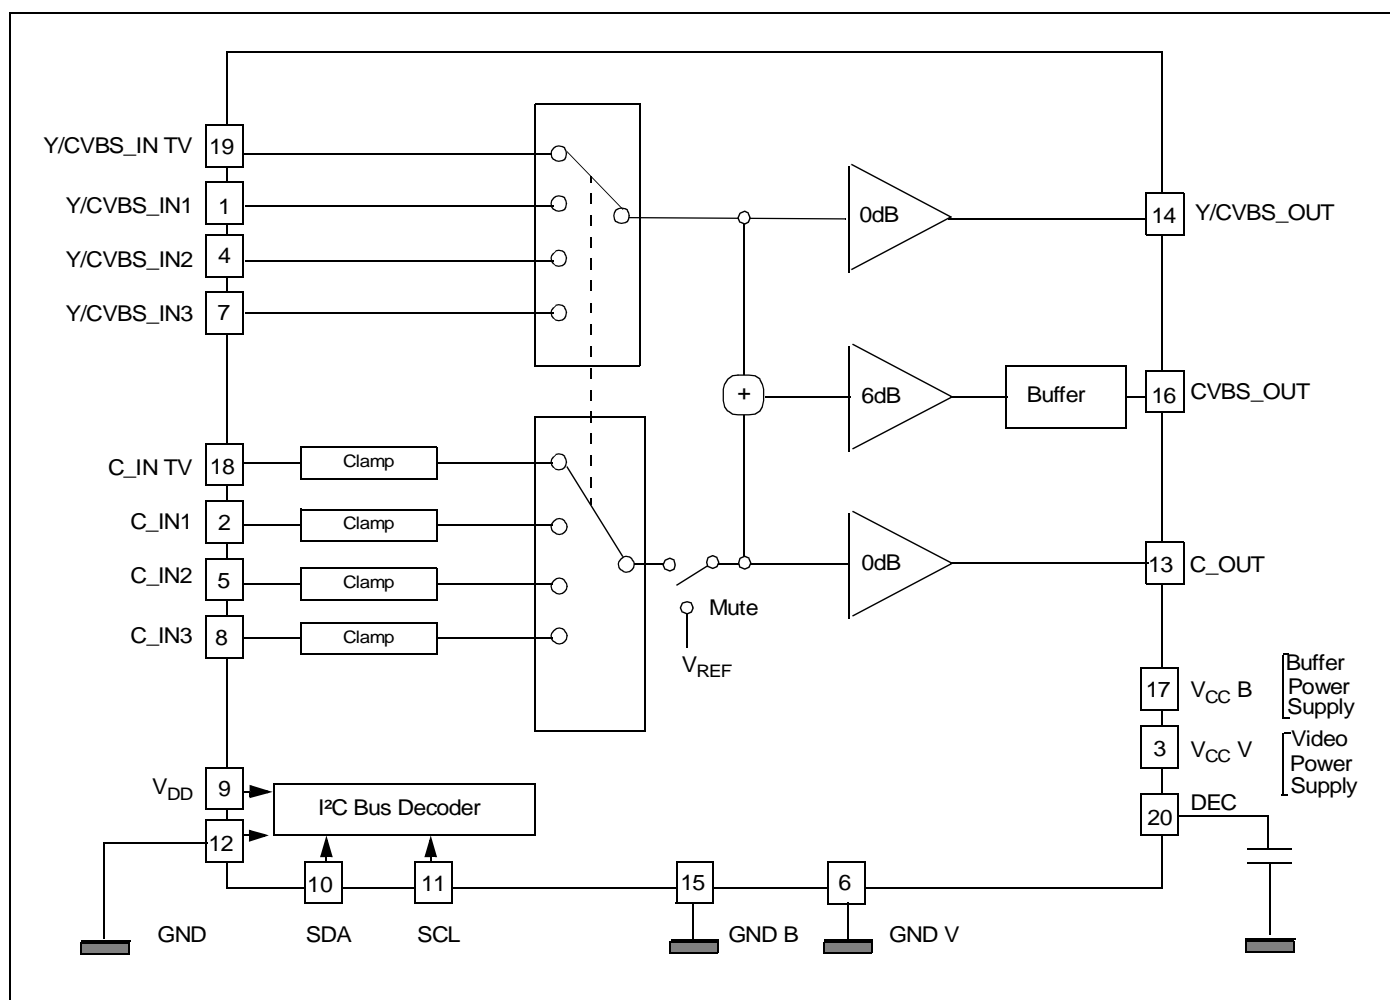 Y/CVBS_IN TV
19
Y/CVBS_IN1
1
Y/CVBS_IN2
4
Y/CVBS_IN3
7
0dB
14
Y/CVBS_OUT
+
6dB
Buffer
16
CVBS_OUT
C_IN TV
18
Clamp
C_IN1
2
Clamp
C_IN2
5
Clamp
C_IN3
8
Clamp
Mute
VREF
0dB
13
C_OUT
17
VCC B
Buffer
Power
Supply
3
VCC V
Video
Power
Supply
20
DEC
VDD
9
I²C Bus Decoder
12
10
11
15
6
GND
SDA
SCL
GND B
GND V